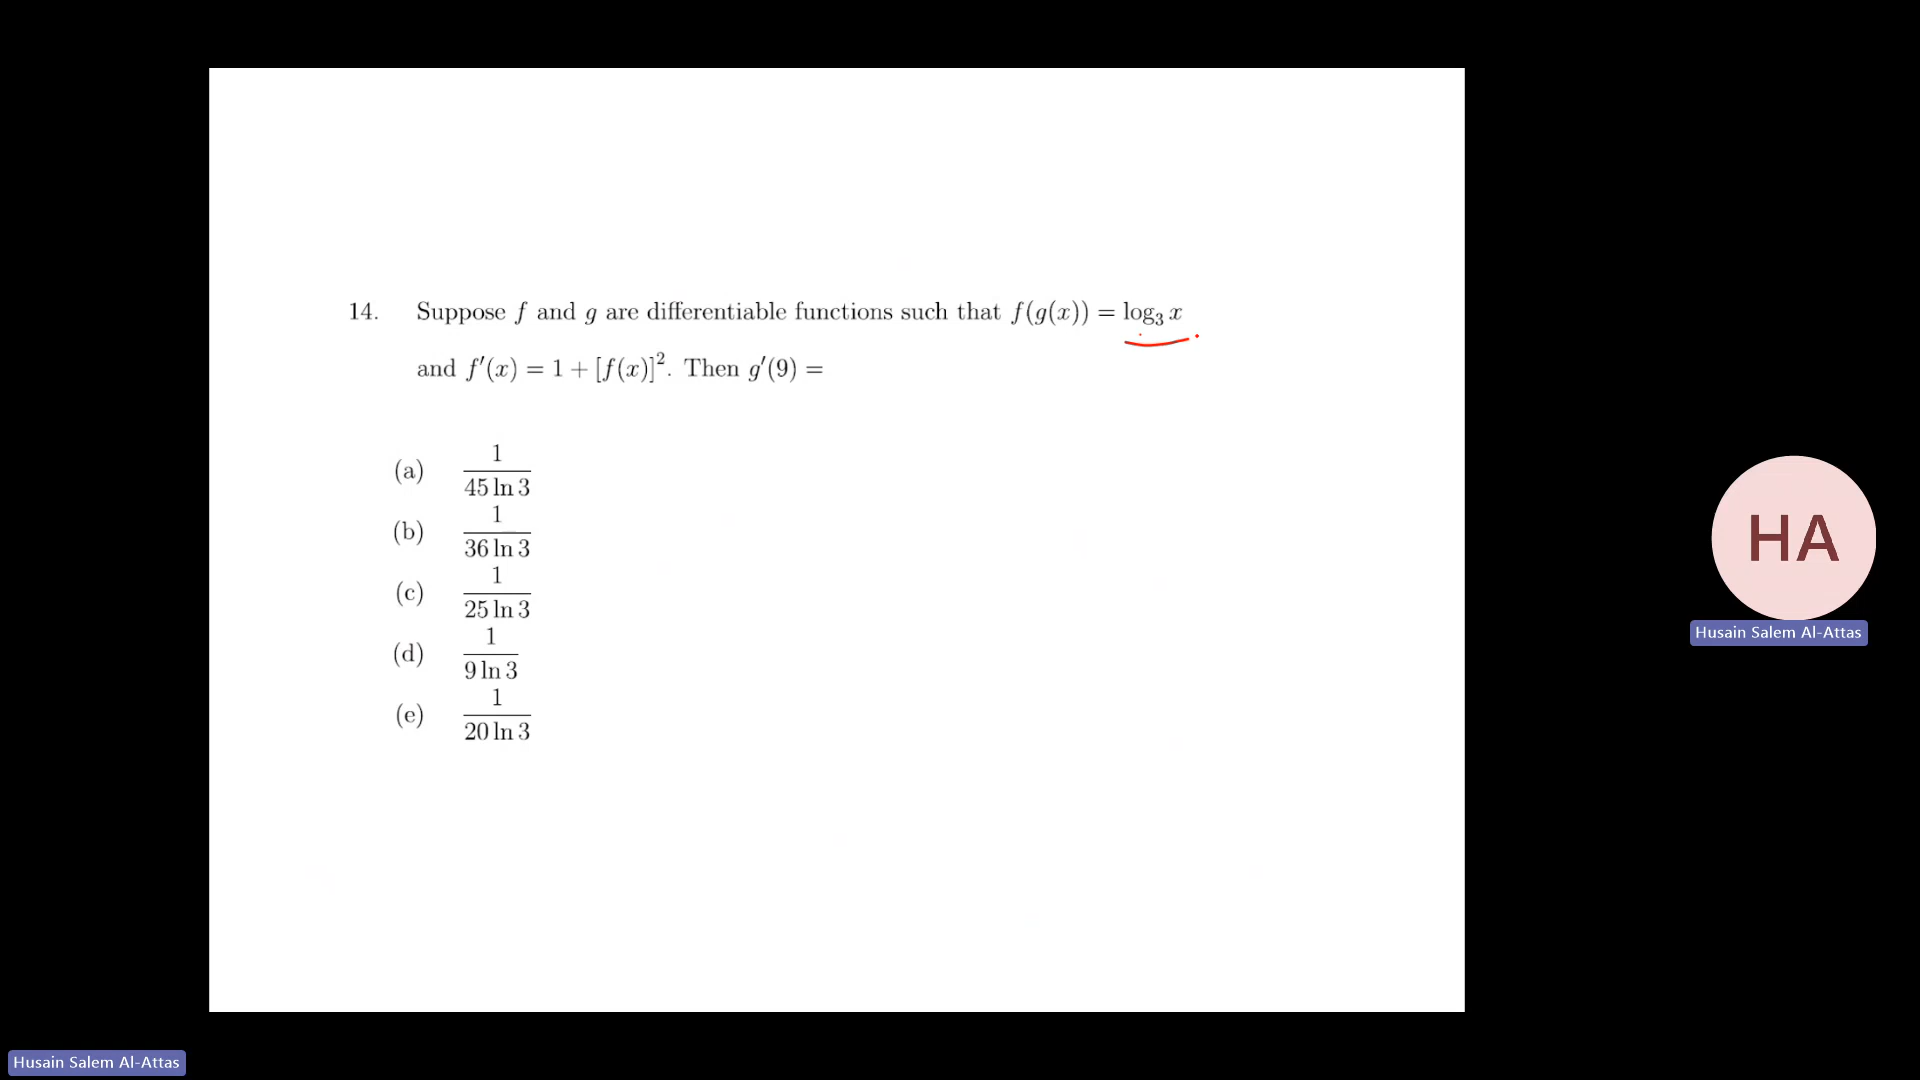 14. Suppose f and g are differentiable functions such that f(g(x)) = log₃ x
and f′(x) = 1 + [f(x)]². Then g′(9) =
(a) 1/(45 ln 3)
(b) 1/(36 ln 3)
(c) 1/(25 ln 3)
(d) 1/(9 ln 3)
(e) 1/(20 ln 3)
HA
Husain Salem Al-Attas
Husain Salem Al-Attas